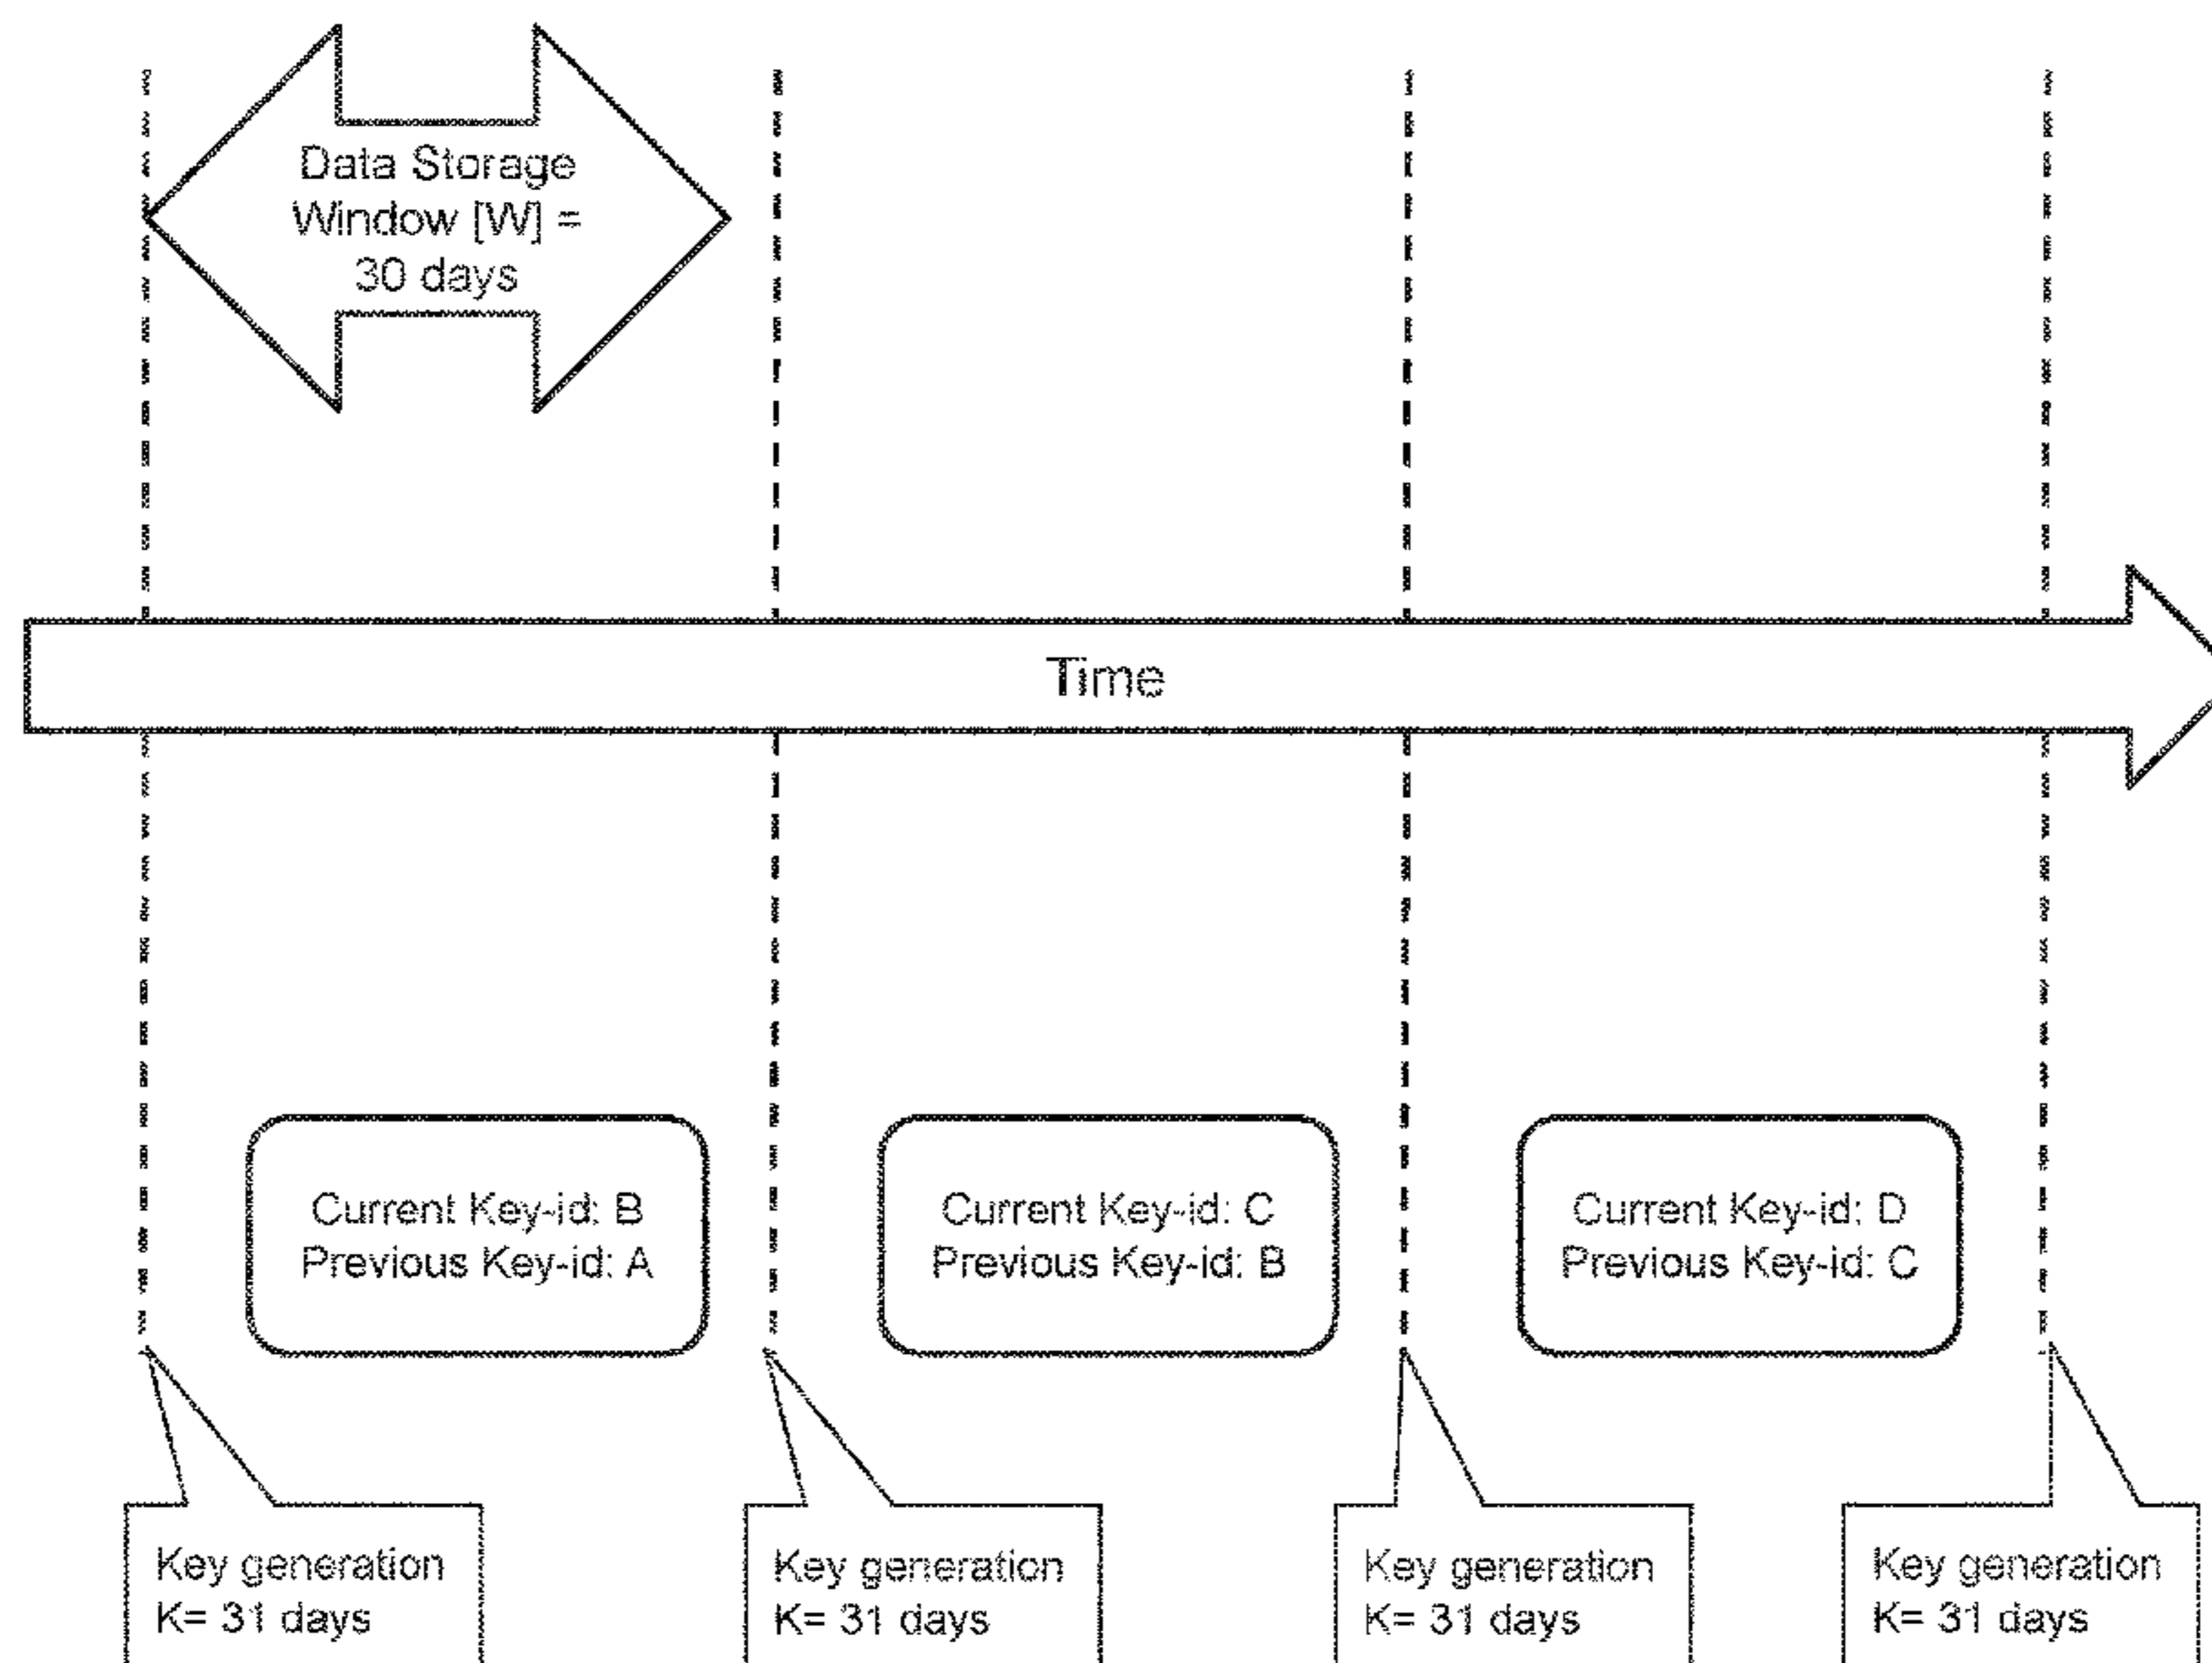 Data Storage
Window [W] =
30 days
Time
Current Key-id: B
Previous Key-id: A
Current Key-id: C
Previous Key-id: B
Current Key-id: D
Previous Key-id: C
Key generation
K= 31 days
Key generation
K= 31 days
Key generation
K= 31 days
Key generation
K= 31 days